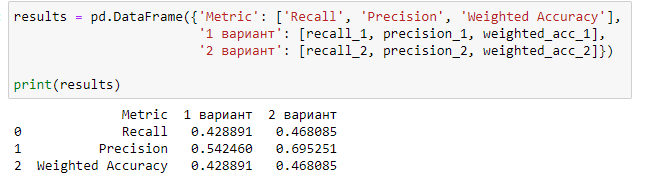 results = pd.DataFrame({'Metric': ['Recall', 'Precision', 'Weighted Accuracy'],
'1 вариант': [recall_1, precision_1, weighted_acc_1],
'2 вариант': [recall_2, precision_2, weighted_acc_2]})
print(results)
Metric 1 вариант 2 вариант
0 Recall 0.428891 0.468085
1 Precision 0.542460 0.695251
2 Weighted Accuracy 0.428891 0.468085